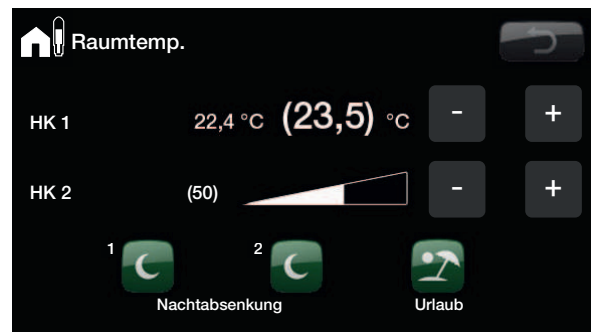 Raumtemp.
HK 1 22,4 °C (23,5) °C - +
HK 2 (50) - +
1 2
Nachtabsenkung Urlaub